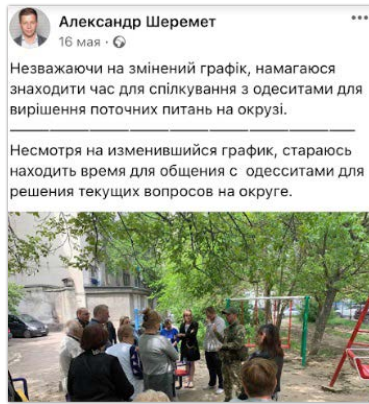 Александр Шеремет
16 мая ·
Незважаючи на змінений графік, намагаюся
знаходити час для спілкування з одеситами для
вирішення поточних питань на окрузі.
Несмотря на изменившийся график, стараюсь
находить время для общения с одесситами для
решения текущих вопросов на округе.